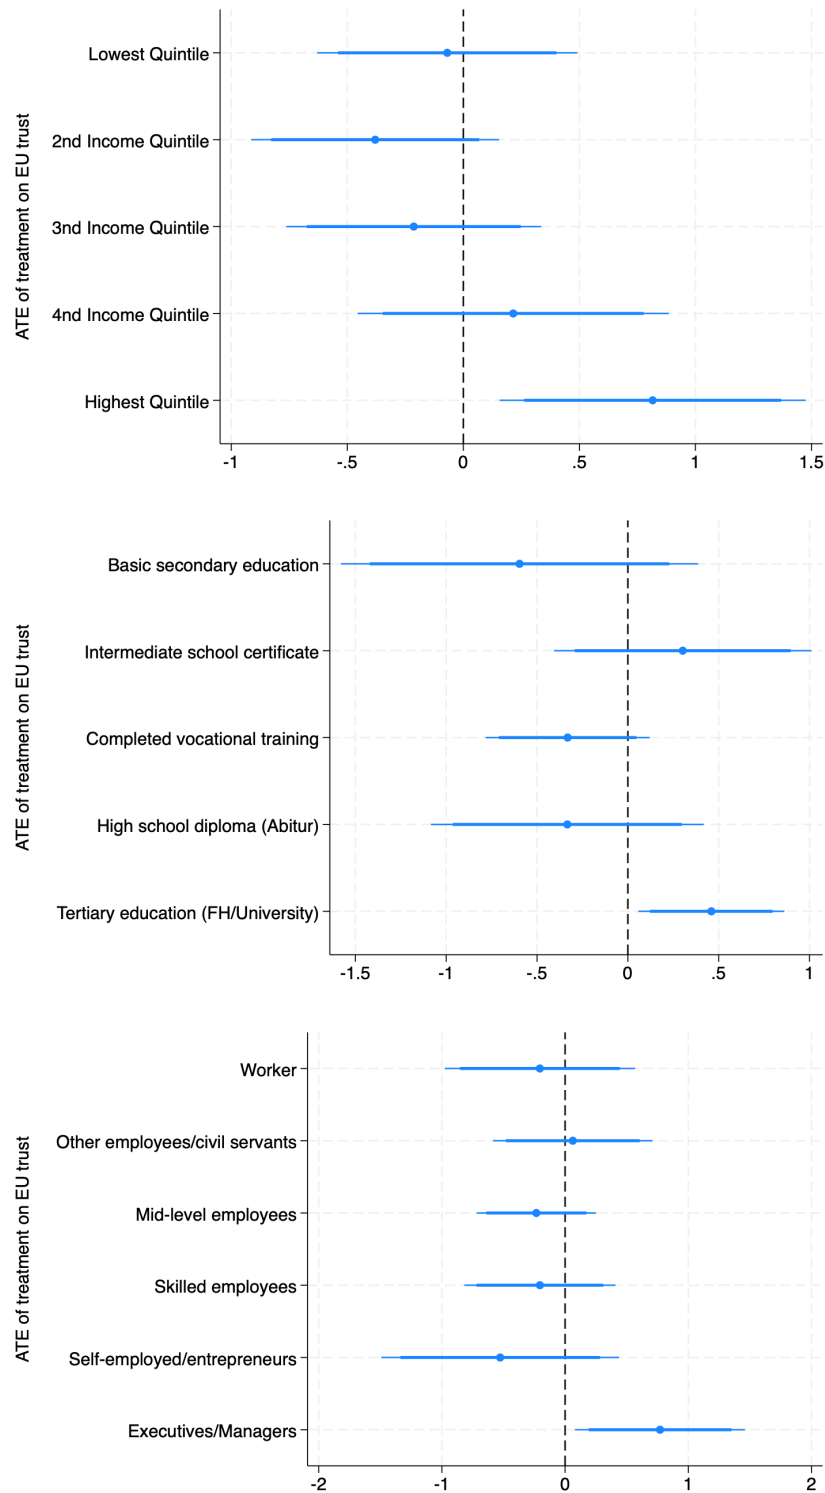 ATE of treatment on EU trust
Lowest Quintile
2nd Income Quintile
3nd Income Quintile
4nd Income Quintile
Highest Quintile
-1 -.5 0 .5 1 1.5
ATE of treatment on EU trust
Basic secondary education
Intermediate school certificate
Completed vocational training
High school diploma (Abitur)
Tertiary education (FH/University)
-1.5 -1 -.5 0 .5 1
ATE of treatment on EU trust
Worker
Other employees/civil servants
Mid-level employees
Skilled employees
Self-employed/entrepreneurs
Executives/Managers
-2 -1 0 1 2